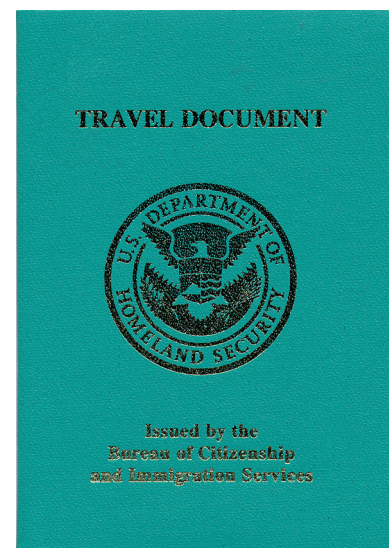 TRAVEL DOCUMENT
U.S. DEPARTMENT OF
HOMELAND SECURITY
Issued by the
Bureau of Citizenship
and Immigration Services